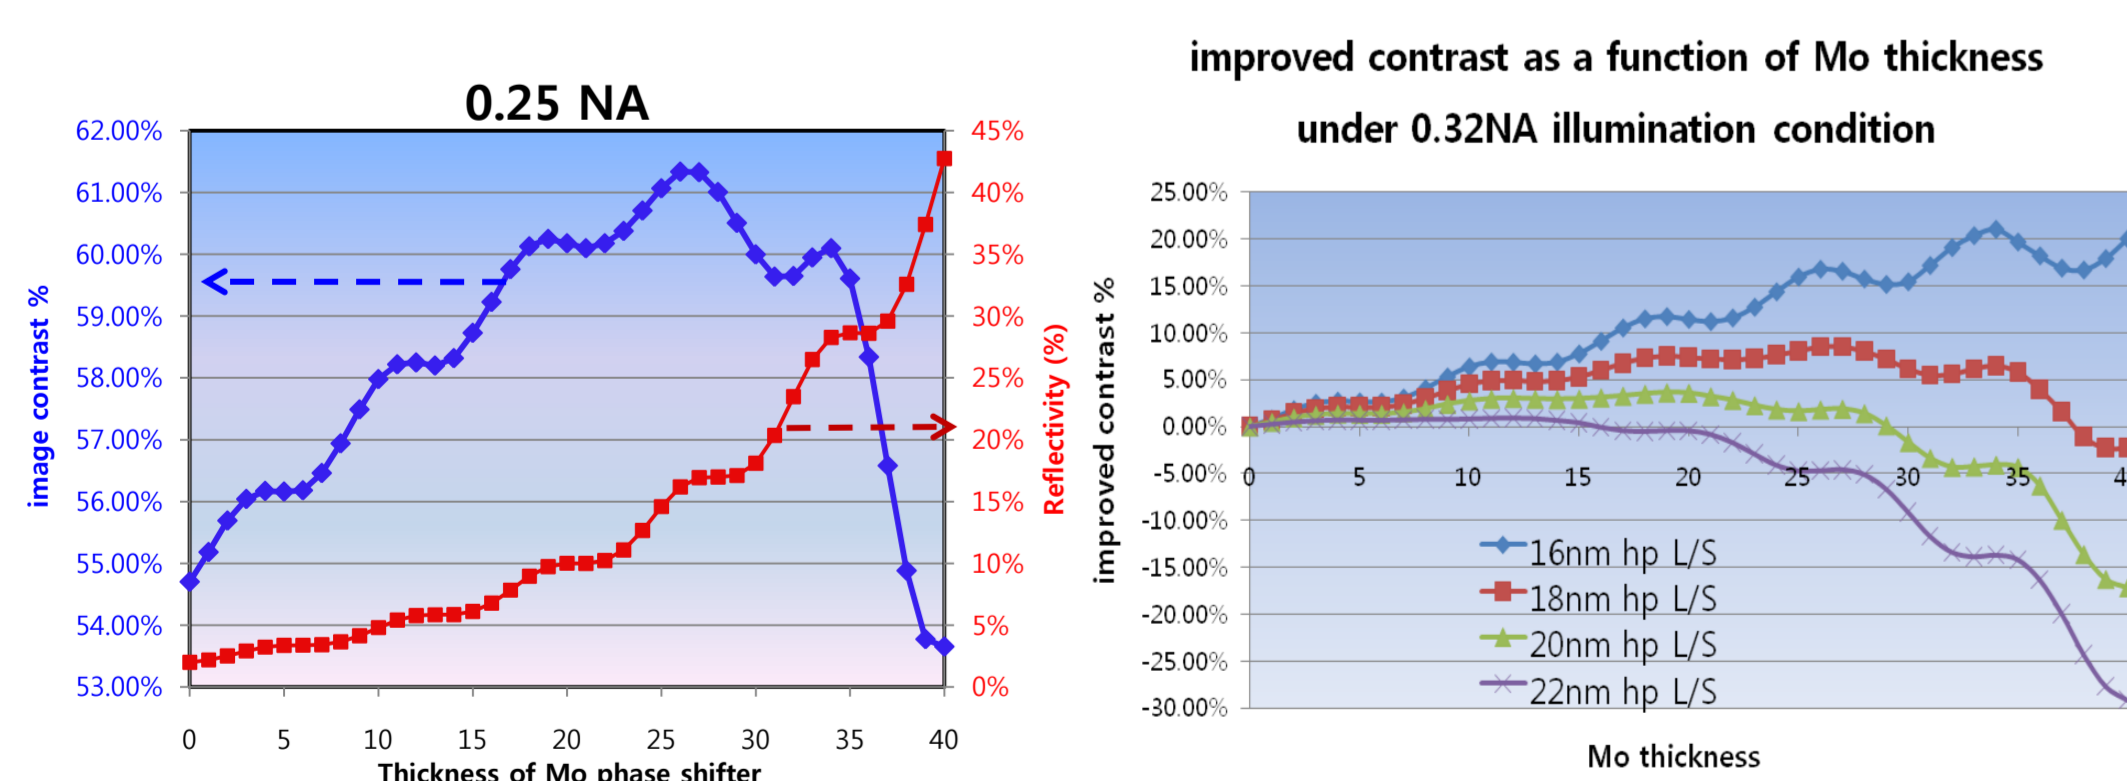 0.25 NA
62.00%
61.00%
60.00%
59.00%
58.00%
57.00%
56.00%
55.00%
54.00%
53.00%
image contrast %
45%
40%
35%
30%
25%
20%
15%
10%
5%
0%
Reflectivity (%)
0 5 10 15 20 25 30 35 40
Thickness of Mo phase shifter
improved contrast as a function of Mo thickness
under 0.32NA illumination condition
25.00%
20.00%
15.00%
10.00%
5.00%
0.00%
-5.00%
-10.00%
-15.00%
-20.00%
-25.00%
-30.00%
improved contrast %
0 5 10 15 20 25 30 35 4
16nm hp L/S
18nm hp L/S
20nm hp L/S
22nm hp L/S
Mo thickness